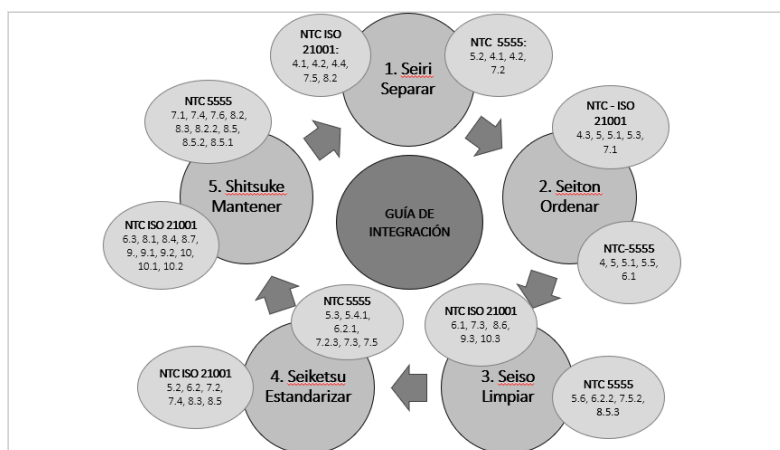 NTC ISO
21001:
4.1, 4.2, 4.4,
7.5, 8.2
1. Seiri
Separar
NTC 5555:
5.2, 4.1, 4.2,
7.2
NTC - ISO
21001
4.3, 5, 5.1, 5.3,
7.1
2. Seiton
Ordenar
NTC-5555
4, 5, 5.1, 5.5,
6.1
NTC ISO 21001
6.1, 7.3, 8.6,
9.3, 10.3
3. Seiso
Limpiar
NTC 5555
5.6, 6.2.2, 7.5.2,
8.5.3
NTC 5555
5.3, 5.4.1,
6.2.1,
7.2.3, 7.3, 7.5
4. Seiketsu
Estandarizar
NTC ISO 21001
5.2, 6.2, 7.2,
7.4, 8.3, 8.5
NTC 5555
7.1, 7.4, 7.6, 8.2,
8.3, 8.2.2, 8.5,
8.5.2, 8.5.1
5. Shitsuke
Mantener
NTC ISO 21001
6.3, 8.1, 8.4, 8.7,
9., 9.1, 9.2, 10,
10.1, 10.2
GUÍA DE
INTEGRACIÓN